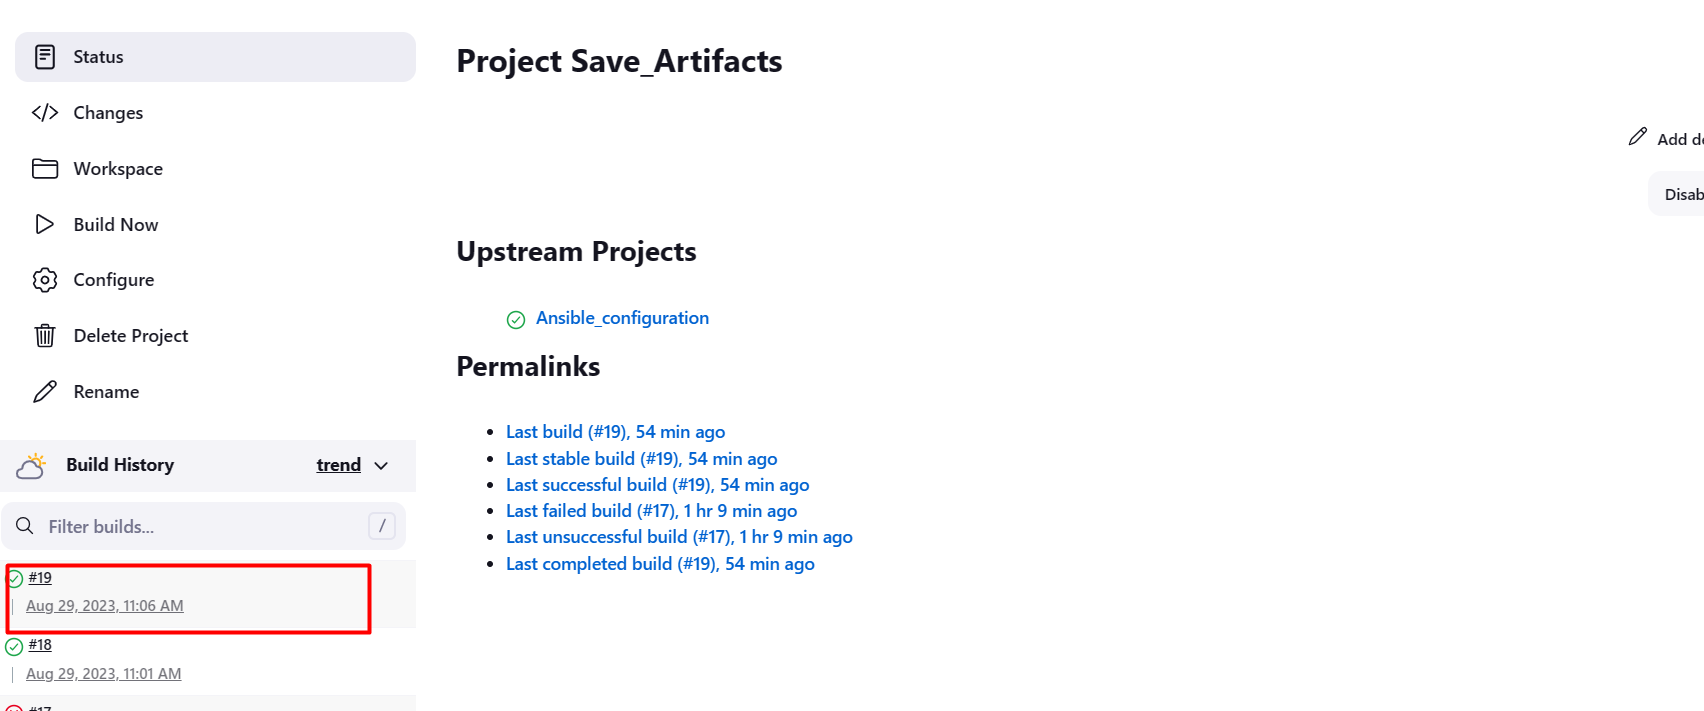 Status
Changes
Workspace
Build Now
Configure
Delete Project
Rename
Build History trend
Filter builds... /
#19
Aug 29, 2023, 11:06 AM
#18
Aug 29, 2023, 11:01 AM
#17
Project Save_Artifacts
Add de
Disab
Upstream Projects
Ansible_configuration
Permalinks
Last build (#19), 54 min ago
Last stable build (#19), 54 min ago
Last successful build (#19), 54 min ago
Last failed build (#17), 1 hr 9 min ago
Last unsuccessful build (#17), 1 hr 9 min ago
Last completed build (#19), 54 min ago